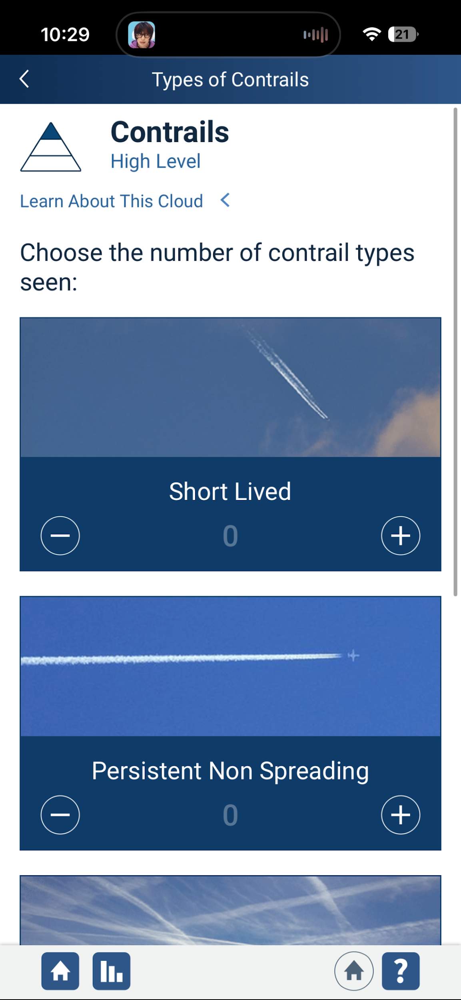 10:29
21
Types of Contrails
Contrails
High Level
Learn About This Cloud
Choose the number of contrail types
seen:
Short Lived
0
Persistent Non Spreading
0